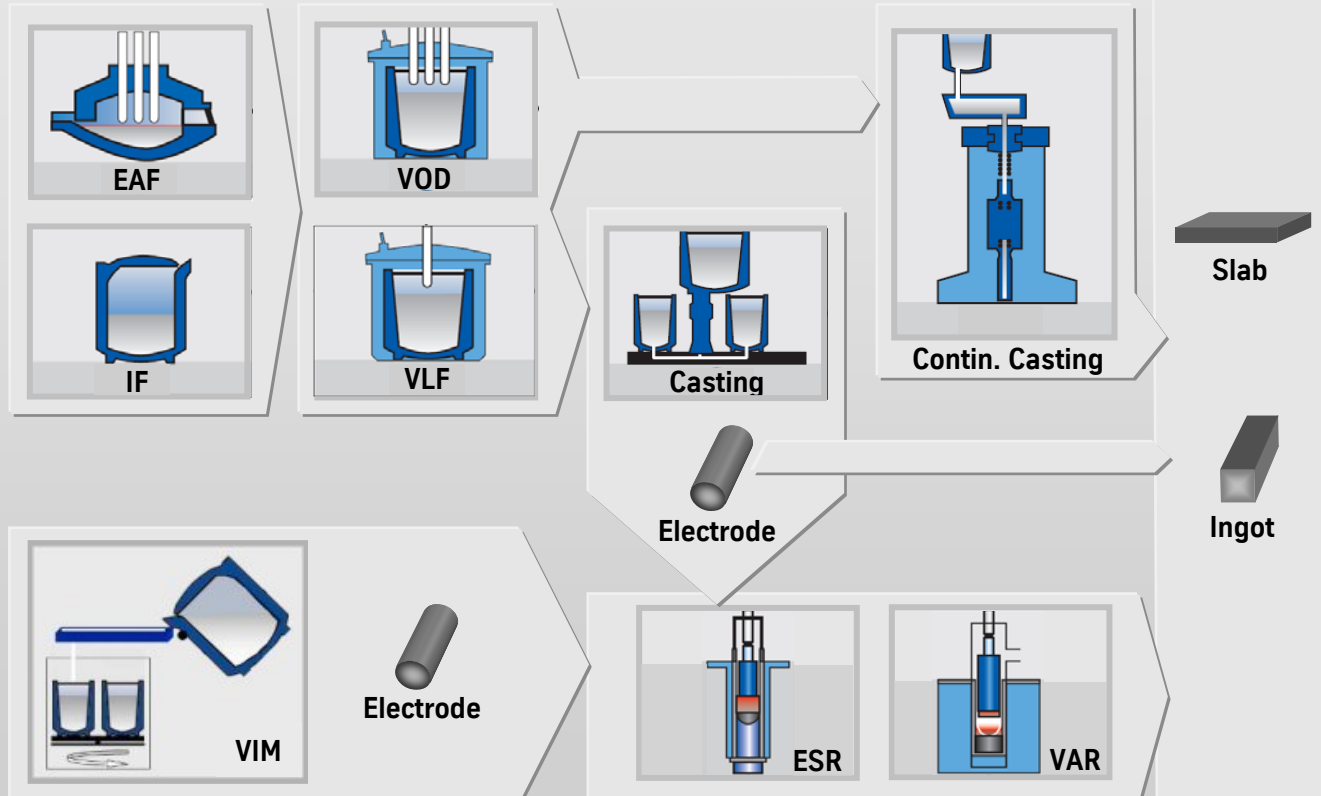 EAF
VOD
IF
VLF
Casting
Contin. Casting
Slab
Electrode
Ingot
VIM
Electrode
ESR
VAR